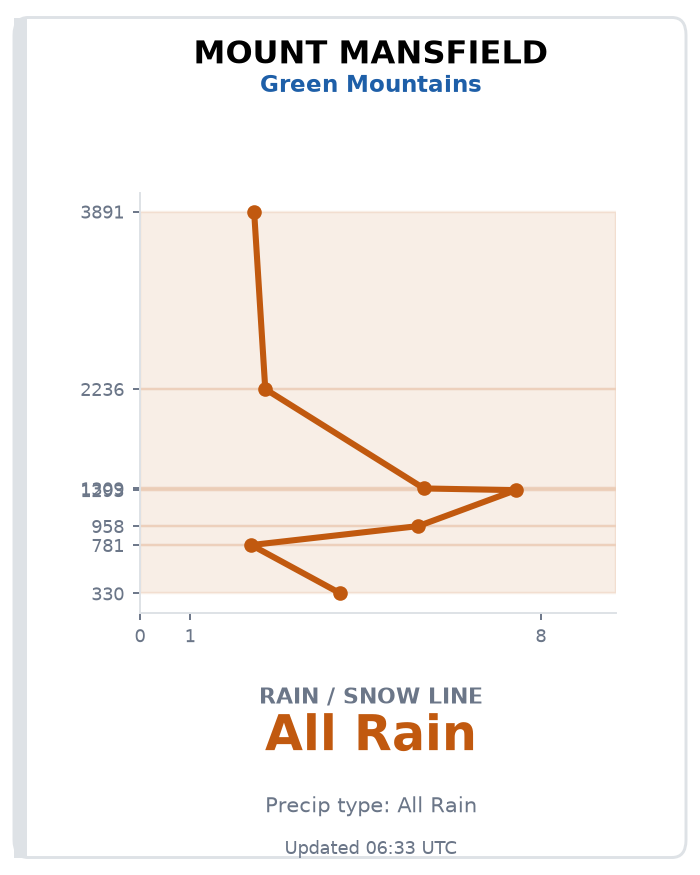 MOUNT MANSFIELD
Green Mountains
3891
2236
958
781
330
0 1 8
RAIN / SNOW LINE
All Rain
Precip type: All Rain
Updated 06:33 UTC